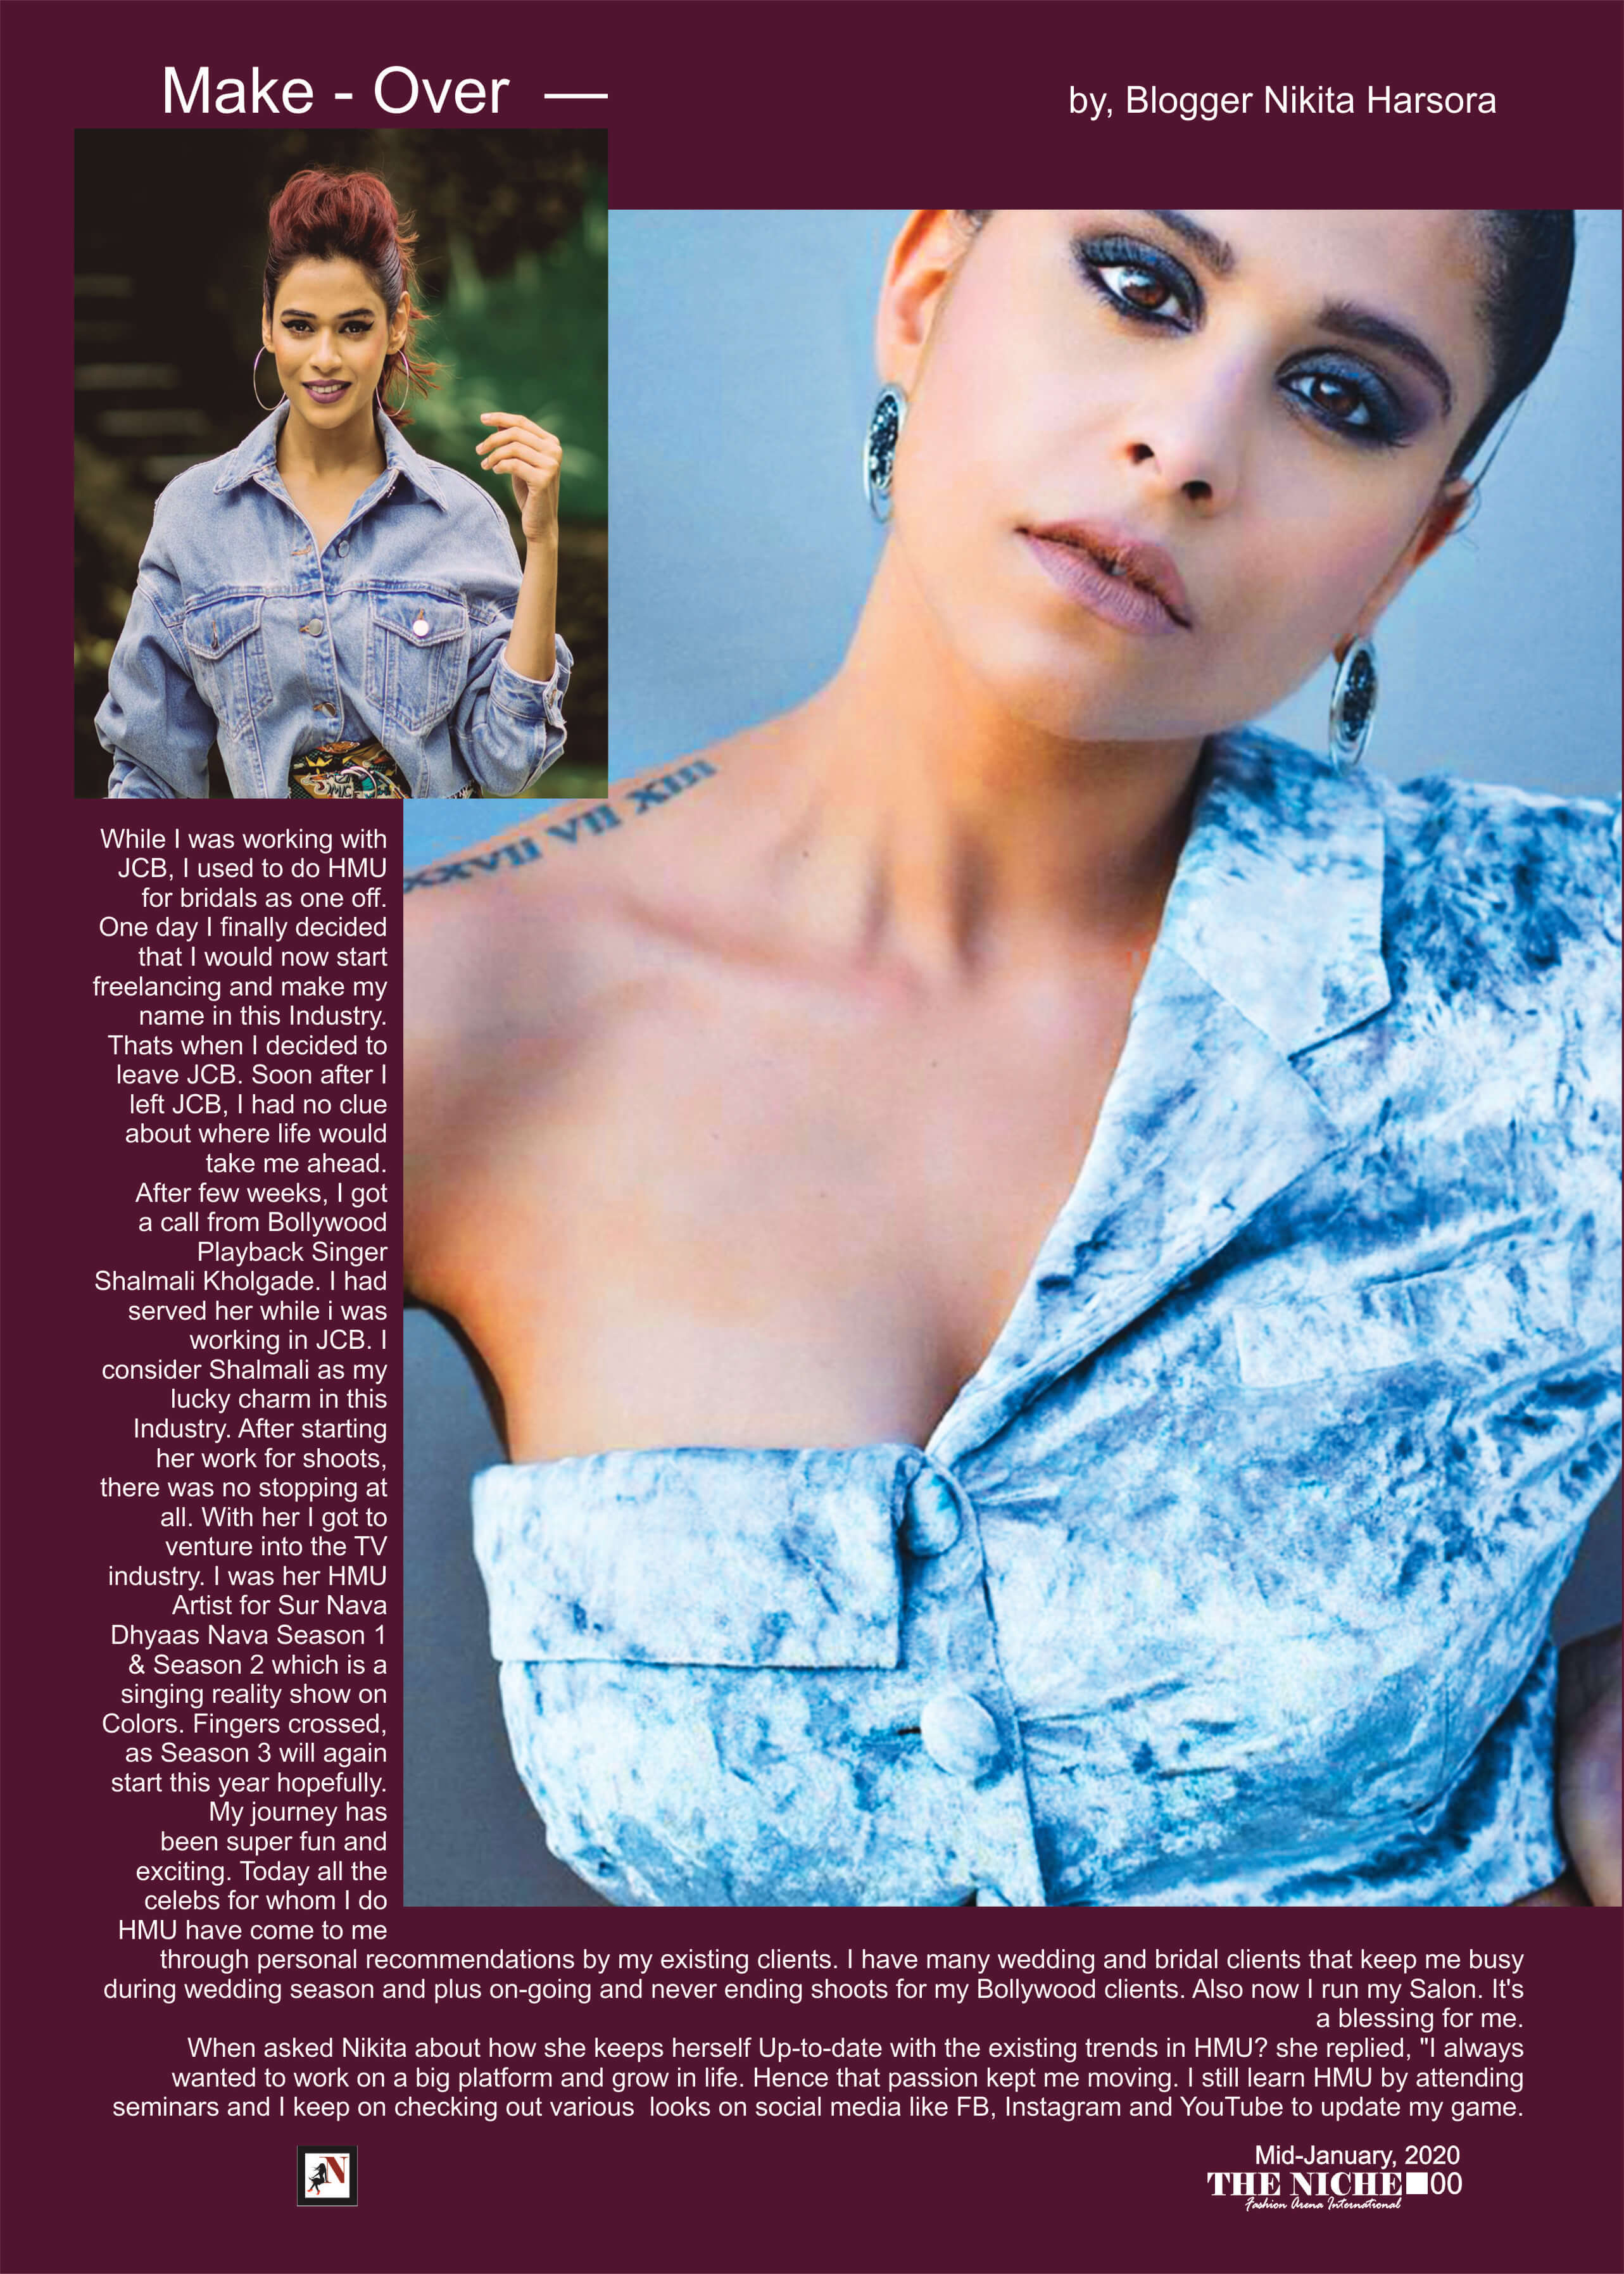 Make - Over —
by, Blogger Nikita Harsora
XXVII VII XIII
While I was working with
JCB, I used to do HMU
for bridals as one off.
One day I finally decided
that I would now start
freelancing and make my
name in this Industry.
Thats when I decided to
leave JCB. Soon after I
left JCB, I had no clue
about where life would
take me ahead.
After few weeks, I got
a call from Bollywood
Playback Singer
Shalmali Kholgade. I had
served her while i was
working in JCB. I
consider Shalmali as my
lucky charm in this
Industry. After starting
her work for shoots,
there was no stopping at
all. With her I got to
venture into the TV
industry. I was her HMU
Artist for Sur Nava
Dhyaas Nava Season 1
& Season 2 which is a
singing reality show on
Colors. Fingers crossed,
as Season 3 will again
start this year hopefully.
My journey has
been super fun and
exciting. Today all the
celebs for whom I do
HMU have come to me
through personal recommendations by my existing clients. I have many wedding and bridal clients that keep me busy
during wedding season and plus on-going and never ending shoots for my Bollywood clients. Also now I run my Salon. It's
a blessing for me.
When asked Nikita about how she keeps herself Up-to-date with the existing trends in HMU? she replied, "I always
wanted to work on a big platform and grow in life. Hence that passion kept me moving. I still learn HMU by attending
seminars and I keep on checking out various looks on social media like FB, Instagram and YouTube to update my game.
N
Mid-January, 2020
THE NICHE 00
Fashion Arena International